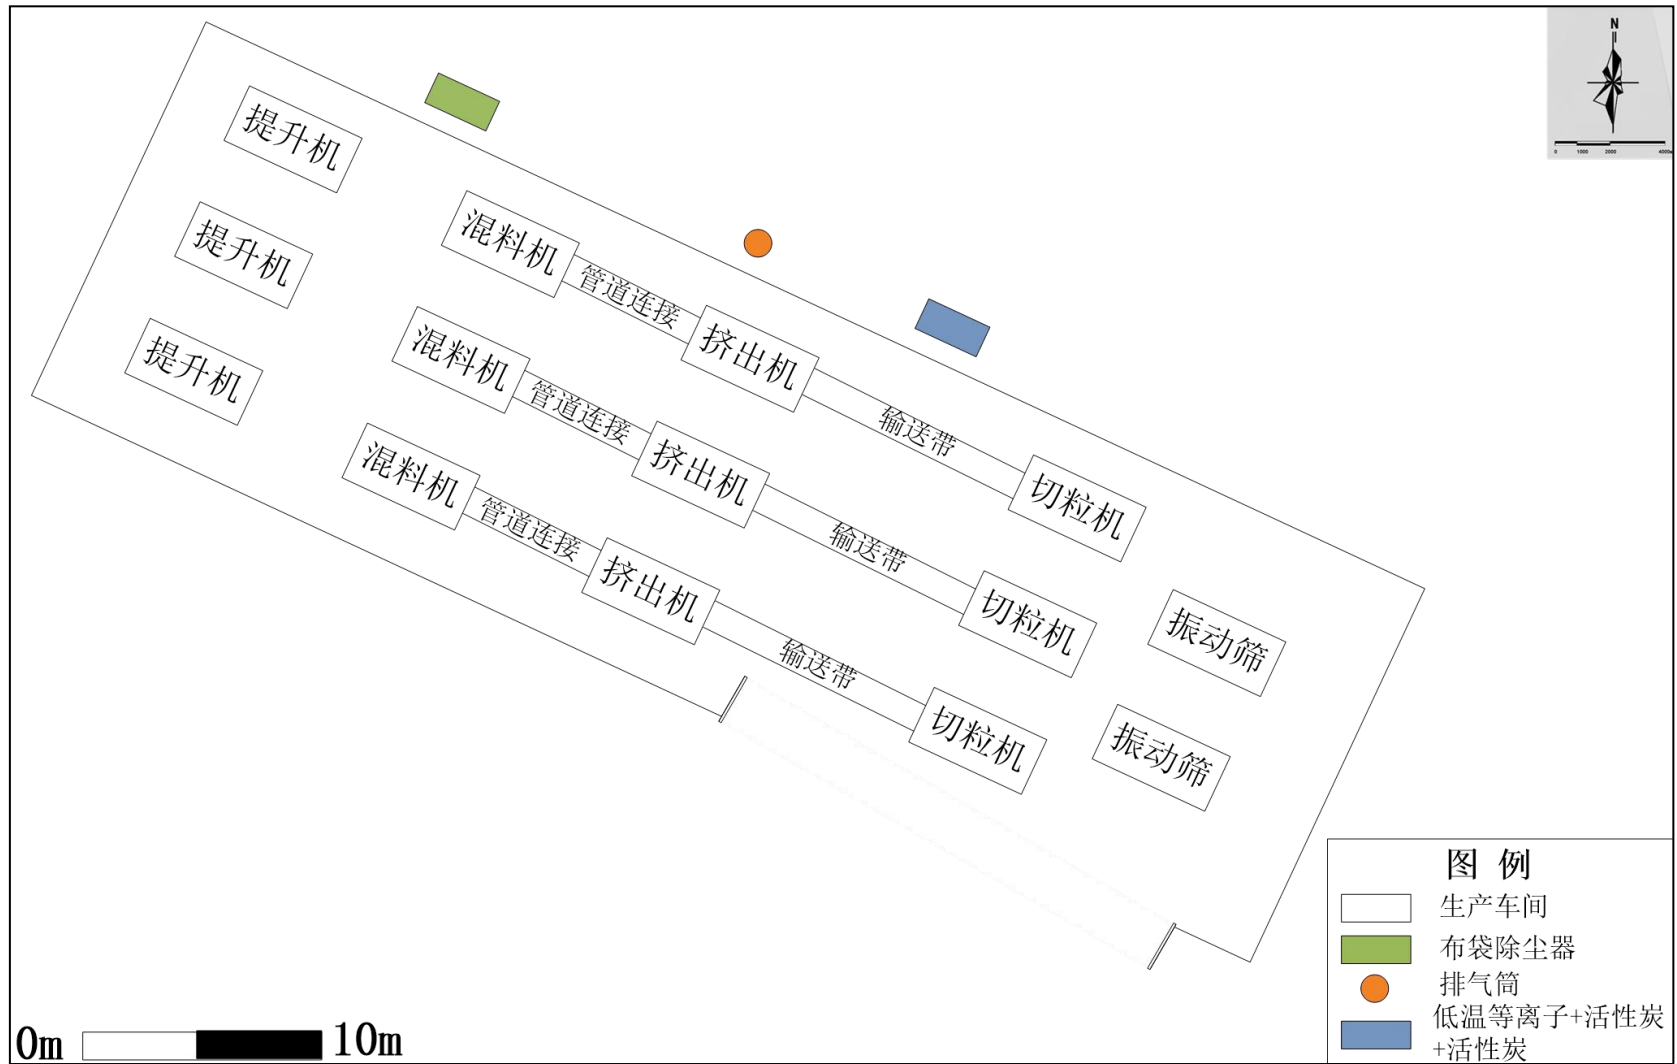 N
0 1000 2000 4000m
提升机
提升机
提升机
混料机
管道连接
挤出机
输送带
切粒机
混料机
管道连接
挤出机
输送带
切粒机
混料机
管道连接
挤出机
输送带
切粒机
振动筛
振动筛
图 例
生产车间
布袋除尘器
排气筒
低温等离子+活性炭
+活性炭
0m 10m